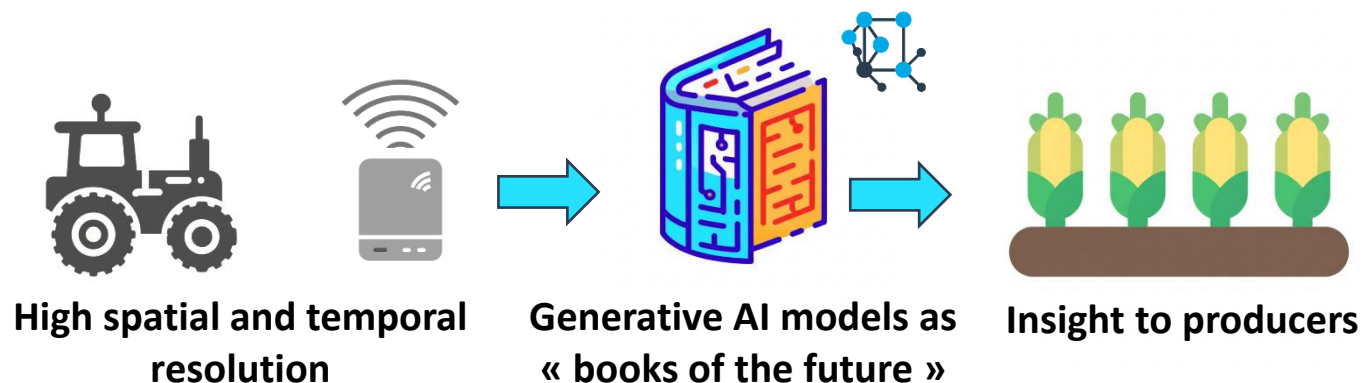 High spatial and temporal
resolution
Generative AI models as
« books of the future »
Insight to producers